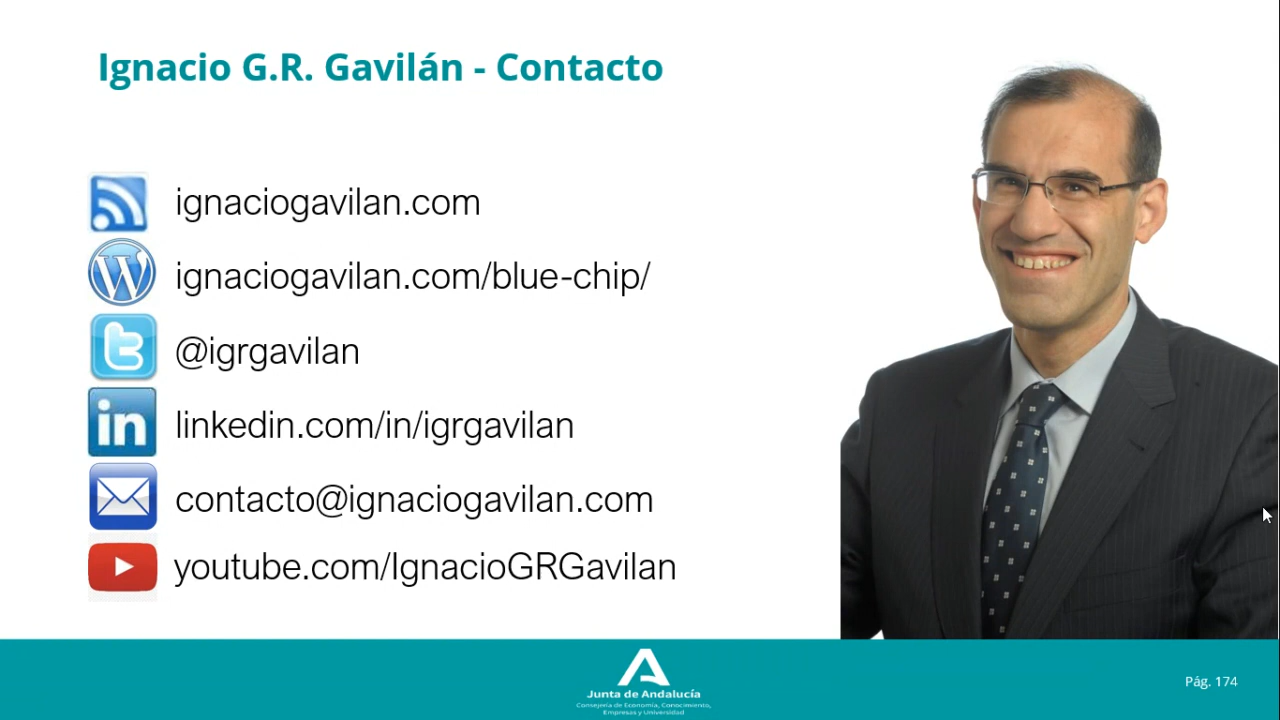 Ignacio G.R. Gavilán - Contacto
ignaciogavilan.com
ignaciogavilan.com/blue-chip/
@igrgavilan
linkedin.com/in/igrgavilan
contacto@ignaciogavilan.com
youtube.com/IgnacioGRGavilan
Junta de Andalucía
Consejería de Economía, Conocimiento,
Empresas y Universidad
Pág. 174